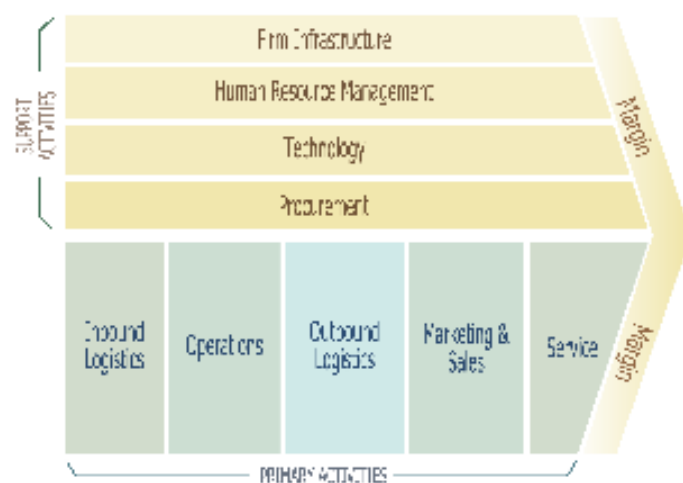 Firm Infrastructure
Human Resource Management
Technology
Procurement
SUPPORT
ACTIVITIES
Margin
Inbound
Logistics
Operations
Outbound
Logistics
Marketing &
Sales
Service
Margin
PRIMARY ACTIVITIES